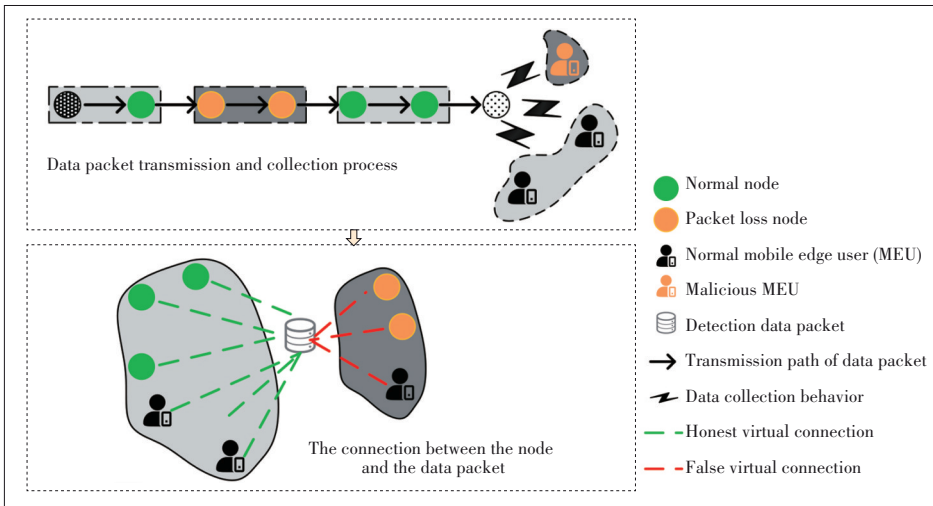 Data packet transmission and collection process
The connection between the node
and the data packet
Normal node
Packet loss node
Normal mobile edge user (MEU)
Malicious MEU
Detection data packet
Transmission path of data packet
Data collection behavior
Honest virtual connection
False virtual connection